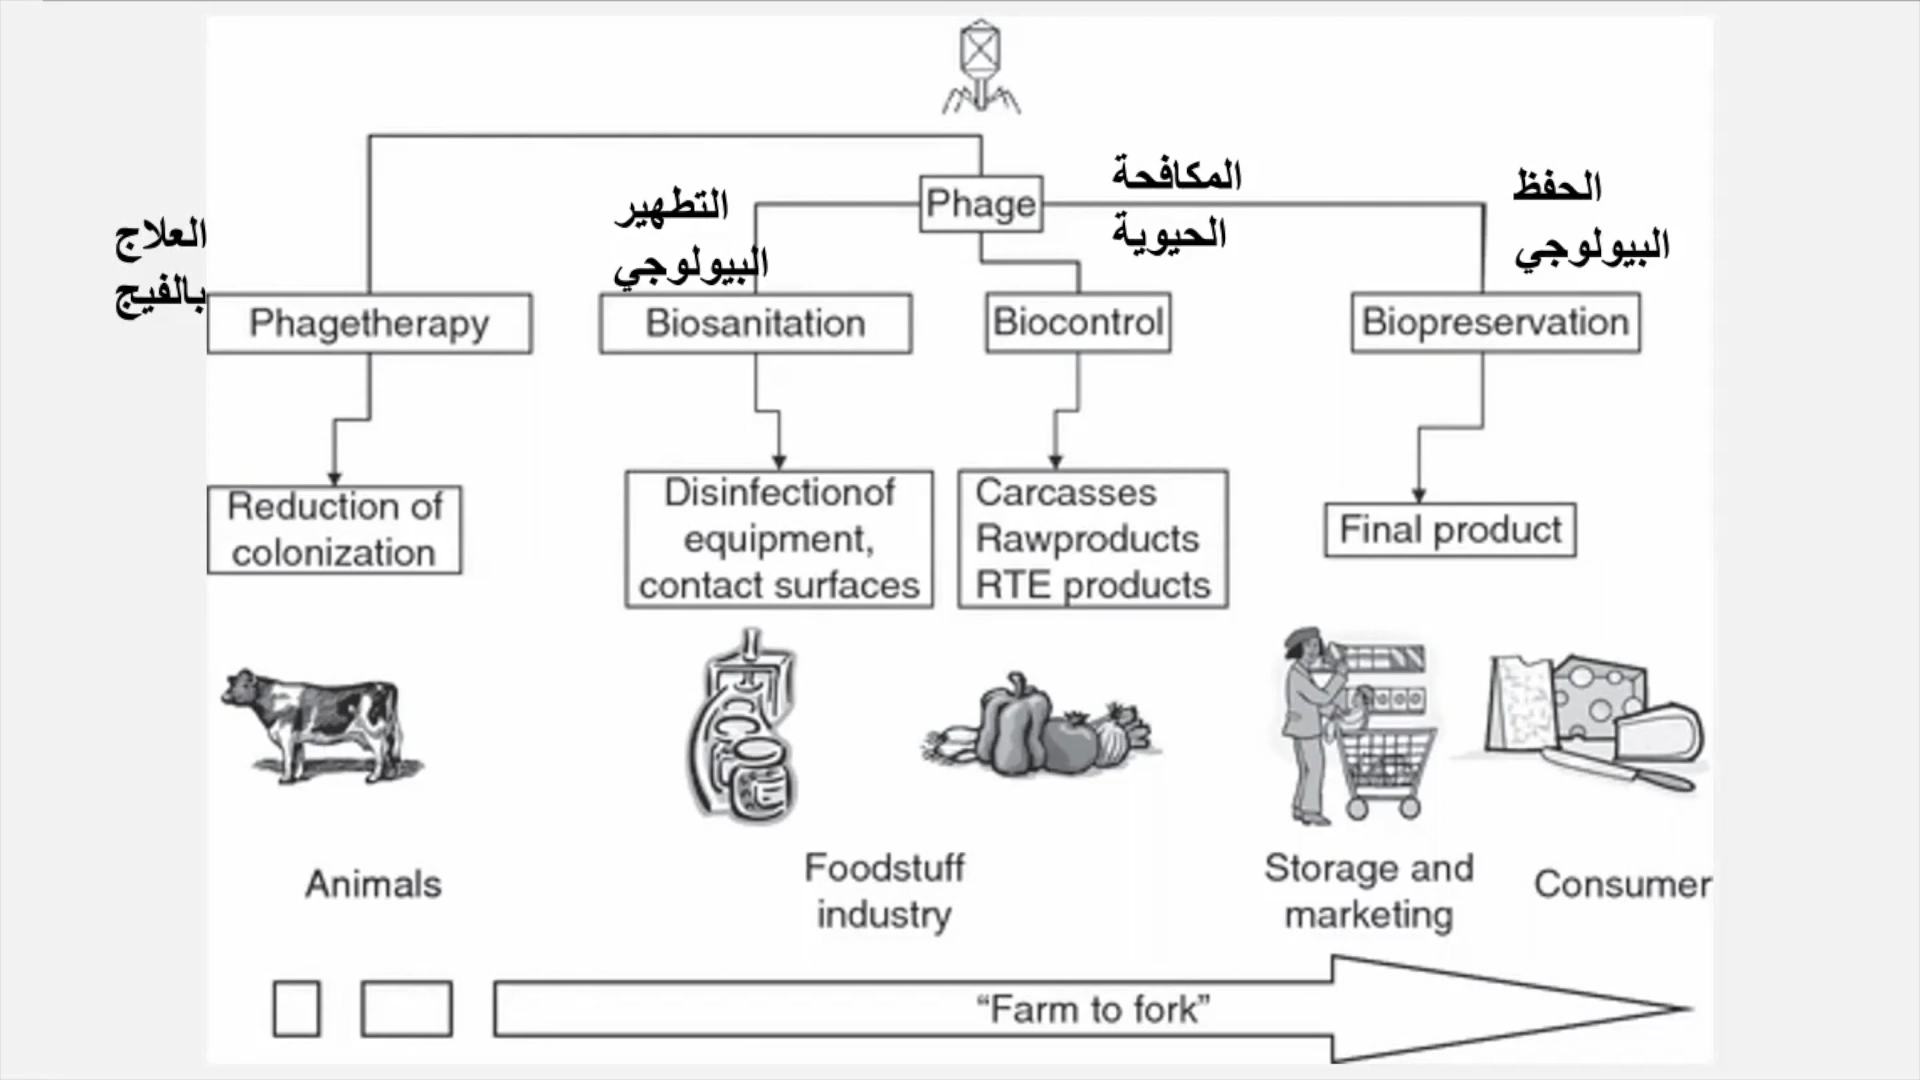 Phage
المكافحة
الحيوية
الحفظ
البيولوجي
التطهير
البيولوجي
العلاج
بالفيج
Phagetherapy
Biosanitation
Biocontrol
Biopreservation
Reduction of
colonization
Disinfectionof
equipment,
contact surfaces
Carcasses
Rawproducts
RTE products
Final product
Animals
Foodstuff
industry
Storage and
marketing
Consumer
“Farm to fork”